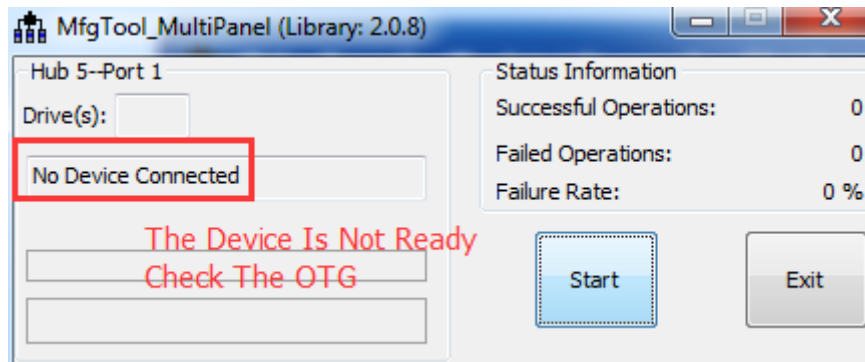 MfgTool_MultiPanel (Library: 2.0.8)
Hub 5--Port 1
Drive(s):
No Device Connected
The Device Is Not Ready
Check The OTG
Status Information
Successful Operations: 0
Failed Operations: 0
Failure Rate: 0 %
Start
Exit